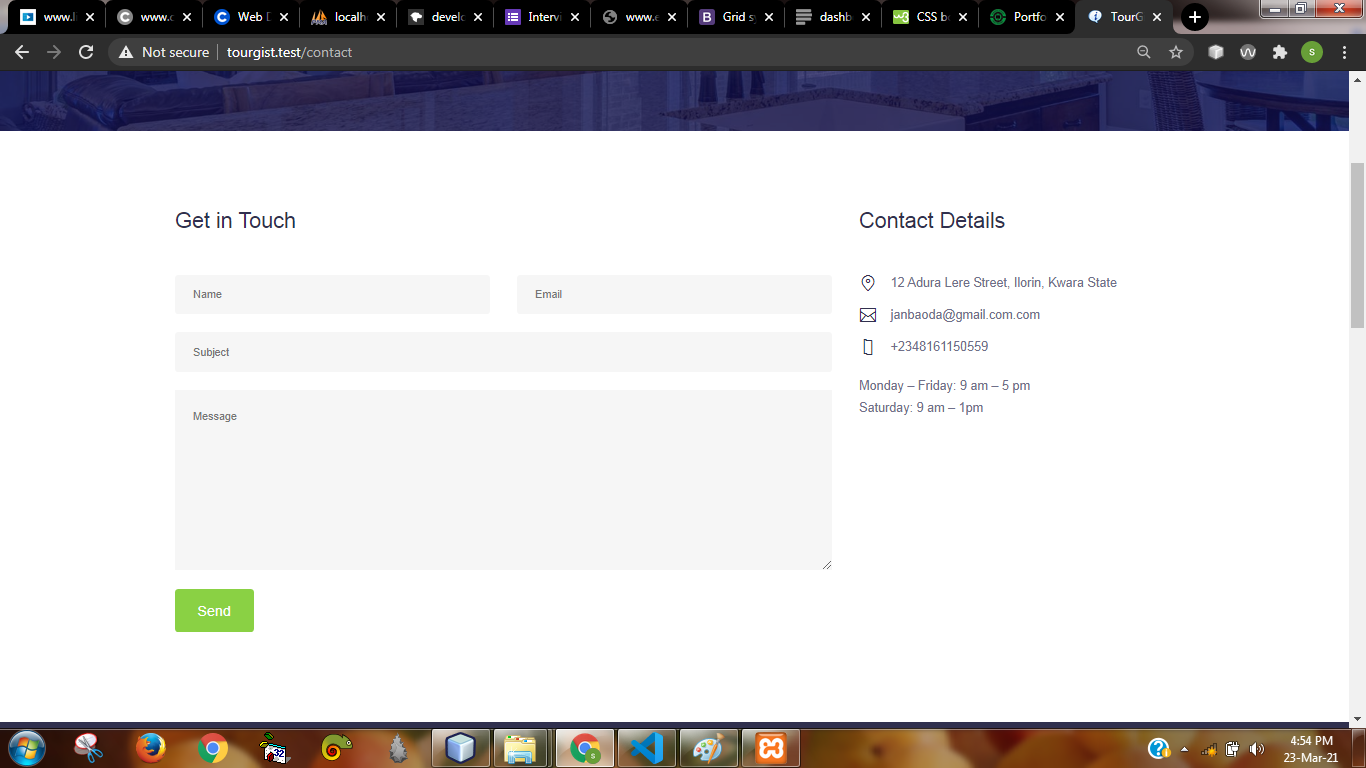 www.l
www.c
Web D
localh
develo
Intervi
www.e
Grid sy
dashb
CSS bo
Portfo
TourG
Not secure
tourgist.test/contact
s
Get in Touch
Contact Details
Name
Email
12 Adura Lere Street, Ilorin, Kwara State
janbaoda@gmail.com.com
Subject
+2348161150559
Monday – Friday: 9 am – 5 pm
Saturday: 9 am – 1pm
Message
Send
4:54 PM
23-Mar-21